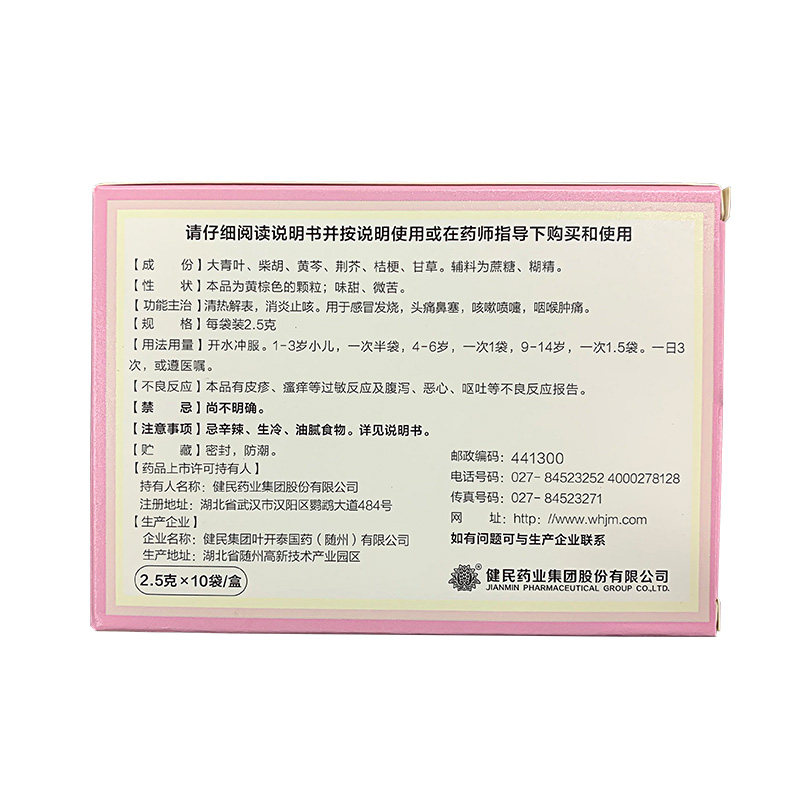 请仔细阅读说明书并按说明使用或在药师指导下购买和使用
【成 份】大青叶、柴胡、黄芩、荆芥、桔梗、甘草。辅料为蔗糖、糊精。
【性 状】本品为黄棕色的颗粒；味甜、微苦。
【功能主治】清热解表，消炎止咳。用于感冒发烧，头痛鼻塞，咳嗽喷嚏，咽喉肿痛。
【规 格】每袋装2.5克
【用法用量】开水冲服。1-3岁小儿，一次半袋，4-6岁，一次1袋，9-14岁，一次1.5袋。一日3
次，或遵医嘱。
【不良反应】本品有皮疹、瘙痒等过敏反应及腹泻、恶心、呕吐等不良反应报告。
【禁 忌】尚不明确。
【注意事项】忌辛辣、生冷、油腻食物。详见说明书。
【贮 藏】密封，防潮。
【药品上市许可持有人】
持有人名称：健民药业集团股份有限公司
注册地址：湖北省武汉市汉阳区鹦鹉大道484号
【生产企业】
企业名称：健民集团叶开泰国药（随州）有限公司
生产地址：湖北省随州高新技术产业园区
2.5克×10袋/盒
邮政编码：441300
电话号码：027-84523252 4000278128
传真号码：027-84523271
网 址：http：//www.whjm.com
如有问题可与生产企业联系
健民药业集团股份有限公司
JIANMIN PHARMACEUTICAL GROUP CO.,LTD.